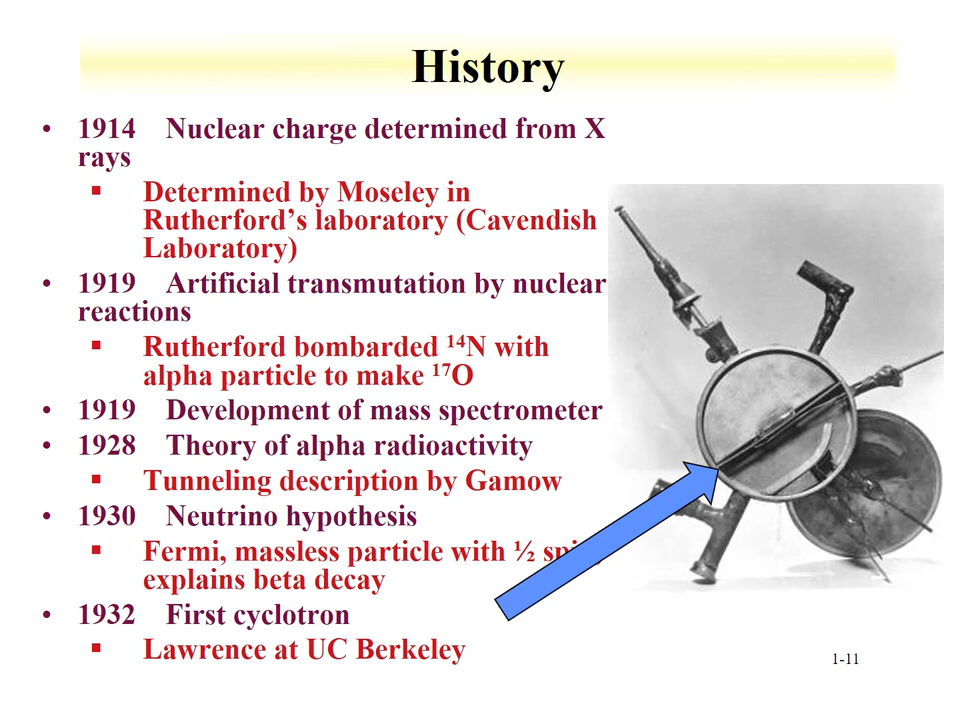 History
• 1914 Nuclear charge determined from X
rays
▪ Determined by Moseley in
Rutherford’s laboratory (Cavendish
Laboratory)
• 1919 Artificial transmutation by nuclear
reactions
▪ Rutherford bombarded ¹⁴N with
alpha particle to make ¹⁷O
• 1919 Development of mass spectrometer
• 1928 Theory of alpha radioactivity
▪ Tunneling description by Gamow
• 1930 Neutrino hypothesis
▪ Fermi, massless particle with ½
explains beta decay
• 1932 First cyclotron
▪ Lawrence at UC Berkeley
1-11